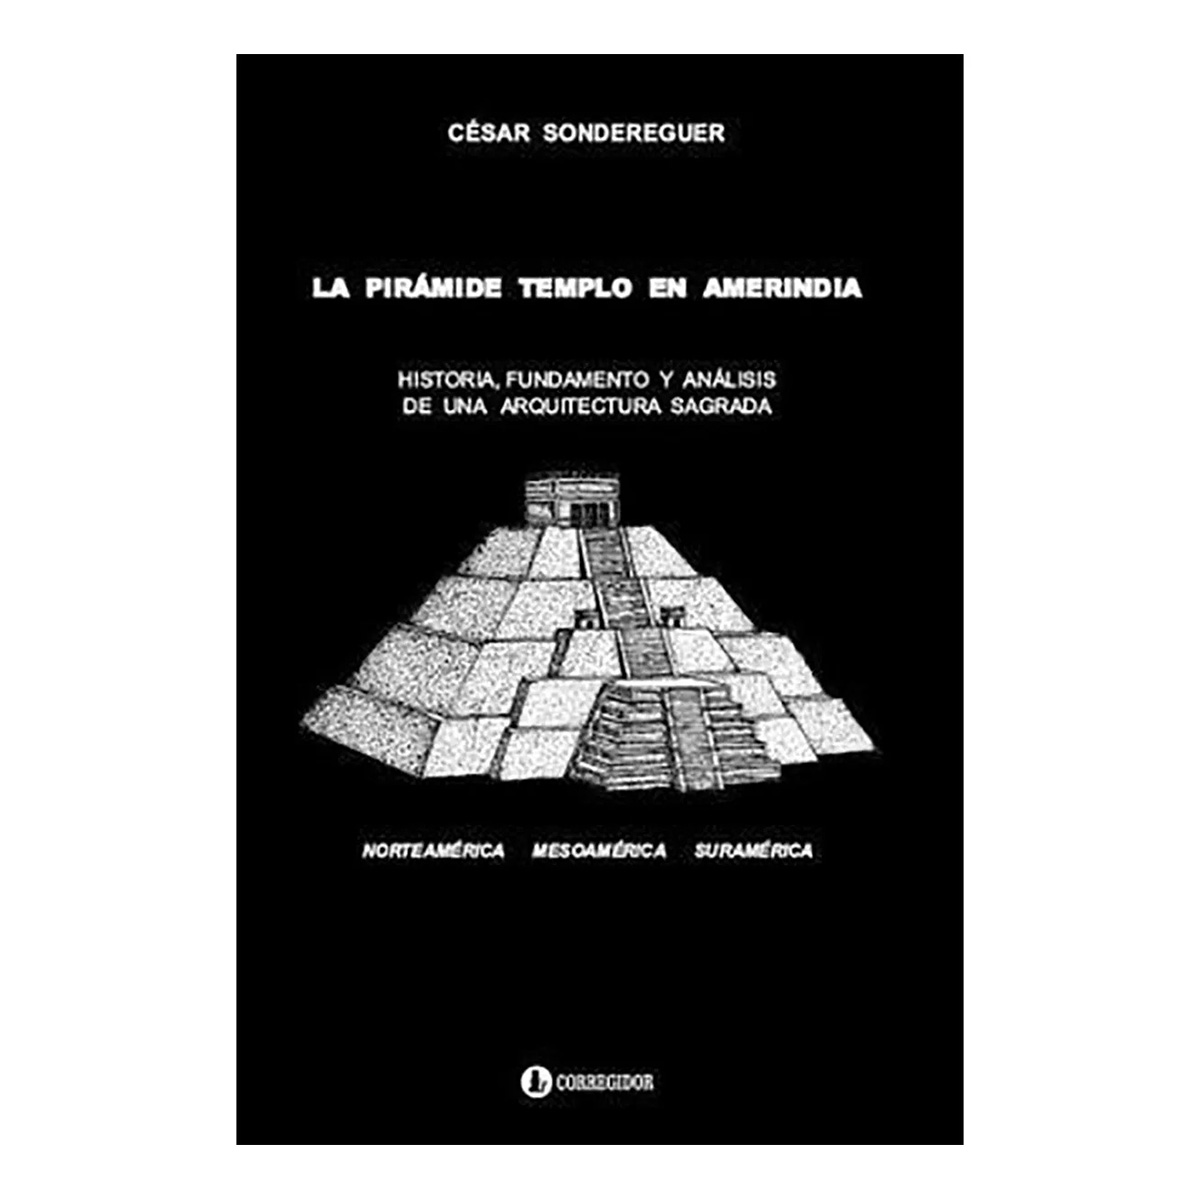 CÉSAR SONDEREGUER
LA PIRÁMIDE TEMPLO EN AMERINDIA
HISTORIA, FUNDAMENTO Y ANÁLISIS
DE UNA ARQUITECTURA SAGRADA
NORTEAMÉRICA MESOAMÉRICA SURAMÉRICA
CORREGIDOR